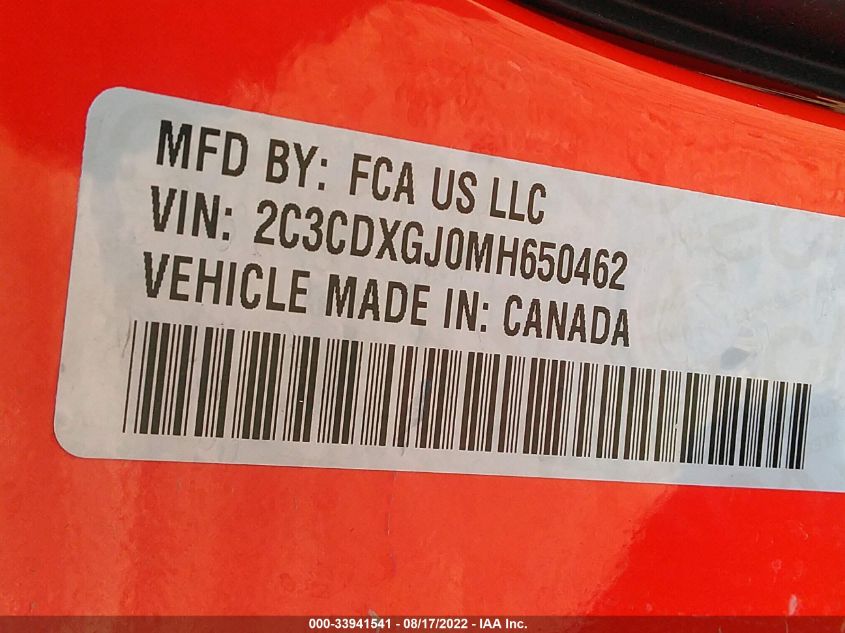 MFD BY: FCA US LLC
VIN: 2C3CDXGJ0MH650462
VEHICLE MADE IN: CANADA
000-33941541 - 08/17/2022 - IAA Inc.